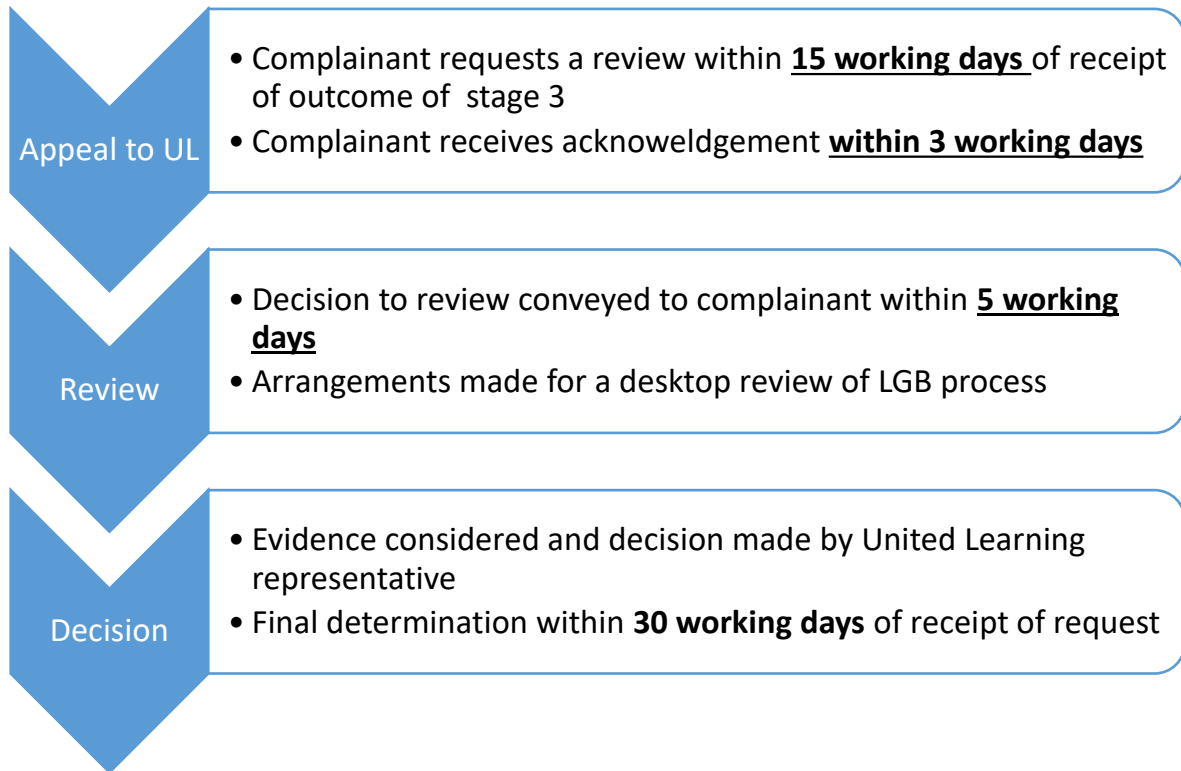 Appeal to UL
• Complainant requests a review within 15 working days of receipt
of outcome of stage 3
• Complainant receives acknoweldgement within 3 working days
Review
• Decision to review conveyed to complainant within 5 working
days
• Arrangements made for a desktop review of LGB process
Decision
• Evidence considered and decision made by United Learning
representative
• Final determination within 30 working days of receipt of request